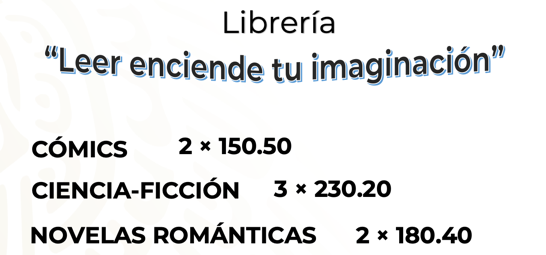 Librería
“Leer enciende tu imaginación”
CÓMICS 2 × 150.50
CIENCIA-FICCIÓN 3 × 230.20
NOVELAS ROMÁNTICAS 2 × 180.40